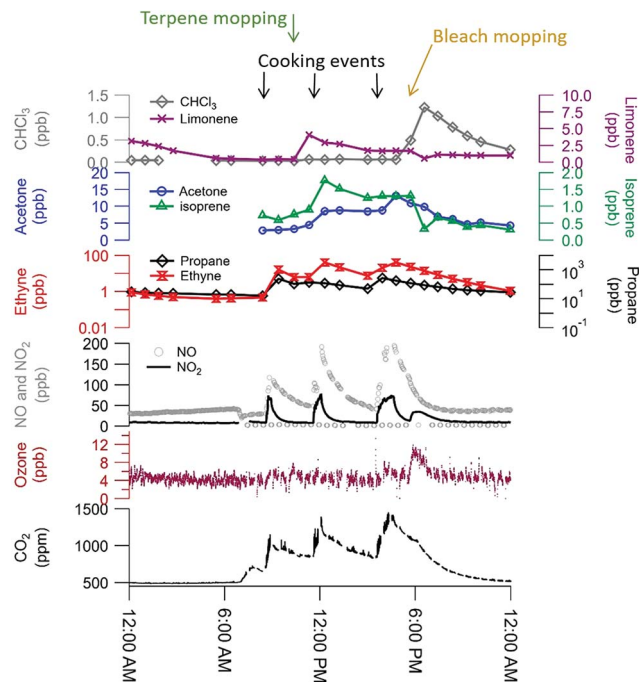 Terpene mopping
Bleach mopping
Cooking events
CHCl3
(ppb)
1.5
1.0
0.5
0.0
CHCl3
Limonene
10.0
7.5
5.0
2.5
0.0
Limonene
(ppb)
Acetone
(ppb)
20
15
10
5
0
Acetone
isoprene
2.0
1.5
1.0
0.5
0.0
Isoprene
(ppb)
Ethyne
(ppb)
100
1
0.01
Propane
Ethyne
10^3
10^1
10^-1
Propane
(ppb)
NO and NO2
(ppb)
200
150
100
50
0
NO
NO2
Ozone
(ppb)
12
8
4
0
CO2
(ppm)
1500
1000
500
12:00 AM
6:00 AM
12:00 PM
6:00 PM
12:00 AM